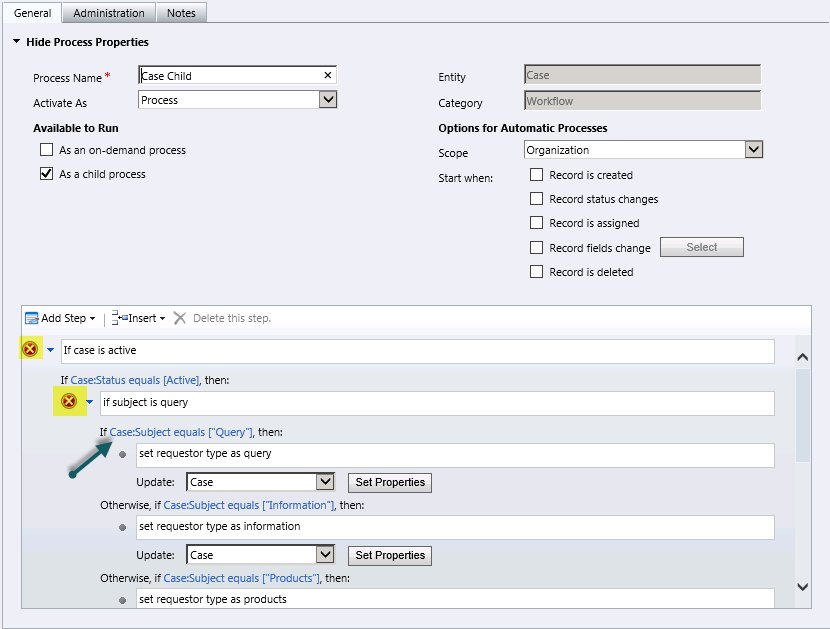 General Administration Notes
Hide Process Properties
Process Name * Case Child ×
Entity Case
Activate As Process
Category Workflow
Available to Run
Options for Automatic Processes
As an on-demand process
Scope Organization
As a child process
Start when: Record is created
Record status changes
Record is assigned
Record fields change Select
Record is deleted
Add Step Insert Delete this step.
If case is active
If Case:Status equals [Active], then:
if subject is query
If Case:Subject equals ["Query"], then:
set requestor type as query
Update: Case Set Properties
Otherwise, if Case:Subject equals ["Information"], then:
set requestor type as information
Update: Case Set Properties
Otherwise, if Case:Subject equals ["Products"], then:
set requestor type as products